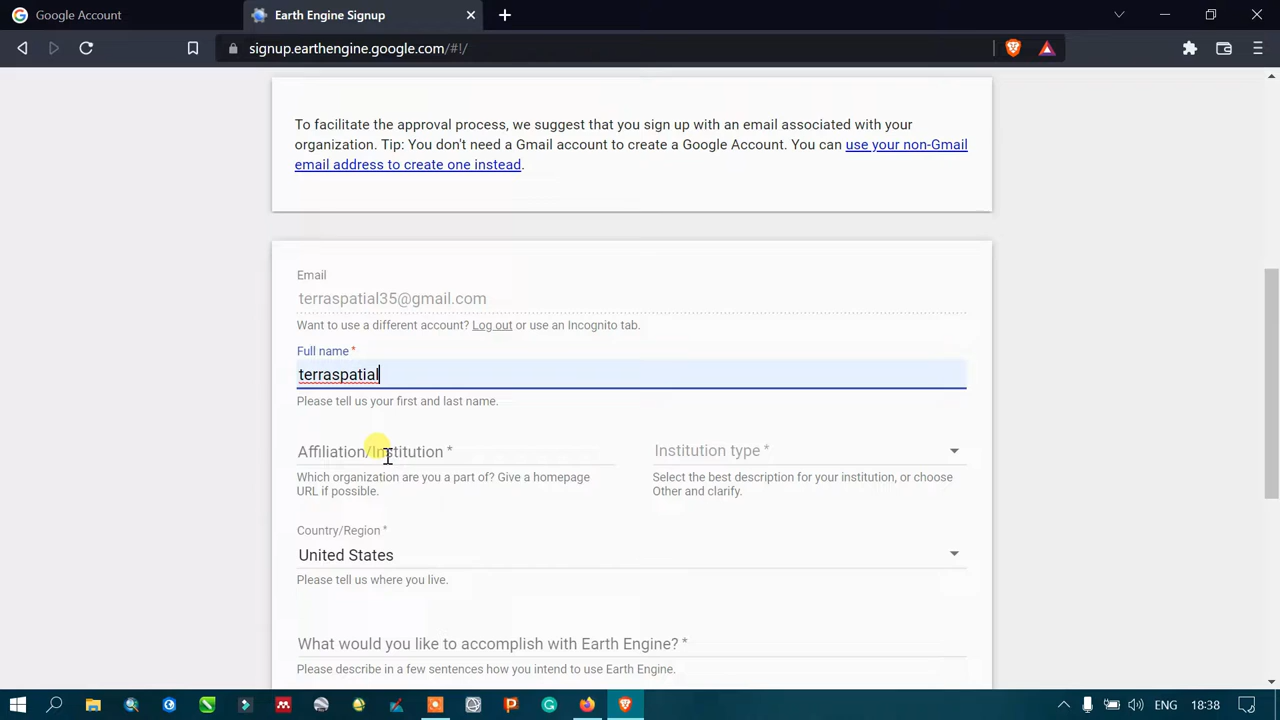 Google Account
Earth Engine Signup
signup.earthengine.google.com/#!/
To facilitate the approval process, we suggest that you sign up with an email associated with your
organization. Tip: You don't need a Gmail account to create a Google Account. You can use your non-Gmail
email address to create one instead.
Email
terraspatial35@gmail.com
Want to use a different account? Log out or use an Incognito tab.
Full name *
terraspatial
Please tell us your first and last name.
Affiliation/Institution *
Institution type *
Which organization are you a part of? Give a homepage
URL if possible.
Select the best description for your institution, or choose
Other and clarify.
Country/Region *
United States
Please tell us where you live.
What would you like to accomplish with Earth Engine? *
Please describe in a few sentences how you intend to use Earth Engine.
ENG
18:38